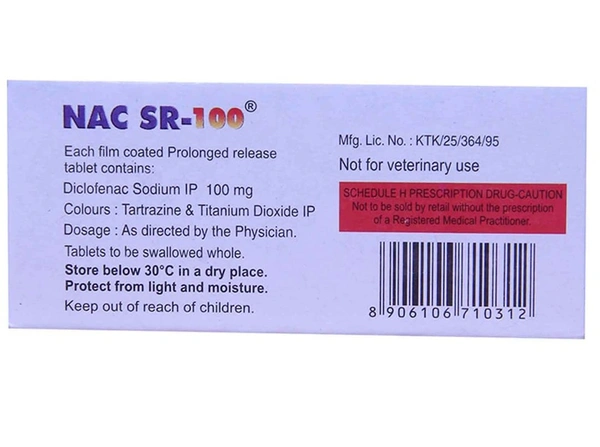 NAC SR-100®
Each film coated Prolonged release
tablet contains:
Diclofenac Sodium IP 100 mg
Colours : Tartrazine & Titanium Dioxide IP
Dosage : As directed by the Physician.
Tablets to be swallowed whole.
Store below 30°C in a dry place.
Protect from light and moisture.
Keep out of reach of children.
Mfg. Lic. No. : KTK/25/364/95
Not for veterinary use
SCHEDULE H PRESCRIPTION DRUG-CAUTION
Not to be sold by retail without the prescription
of a Registered Medical Practitioner.
8 906106 710312